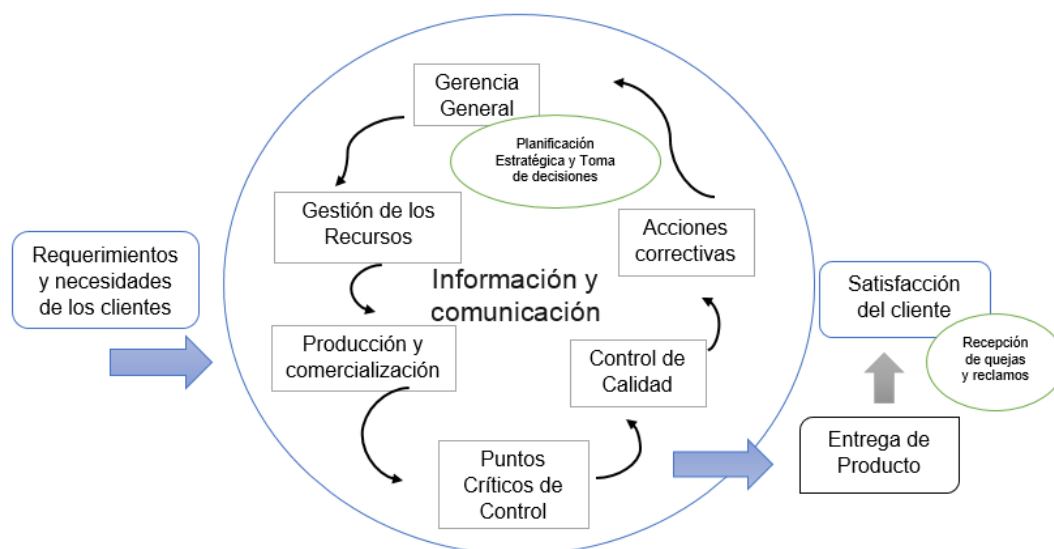 Gerencia
General
Planificación
Estratégica y Toma
de decisiones
Gestión de los
Recursos
Acciones
correctivas
Requerimientos
y necesidades
de los clientes
Información y
comunicación
Satisfacción
del cliente
Producción y
comercialización
Control de
Calidad
Recepción
de quejas
y reclamos
Puntos
Críticos de
Control
Entrega de
Producto